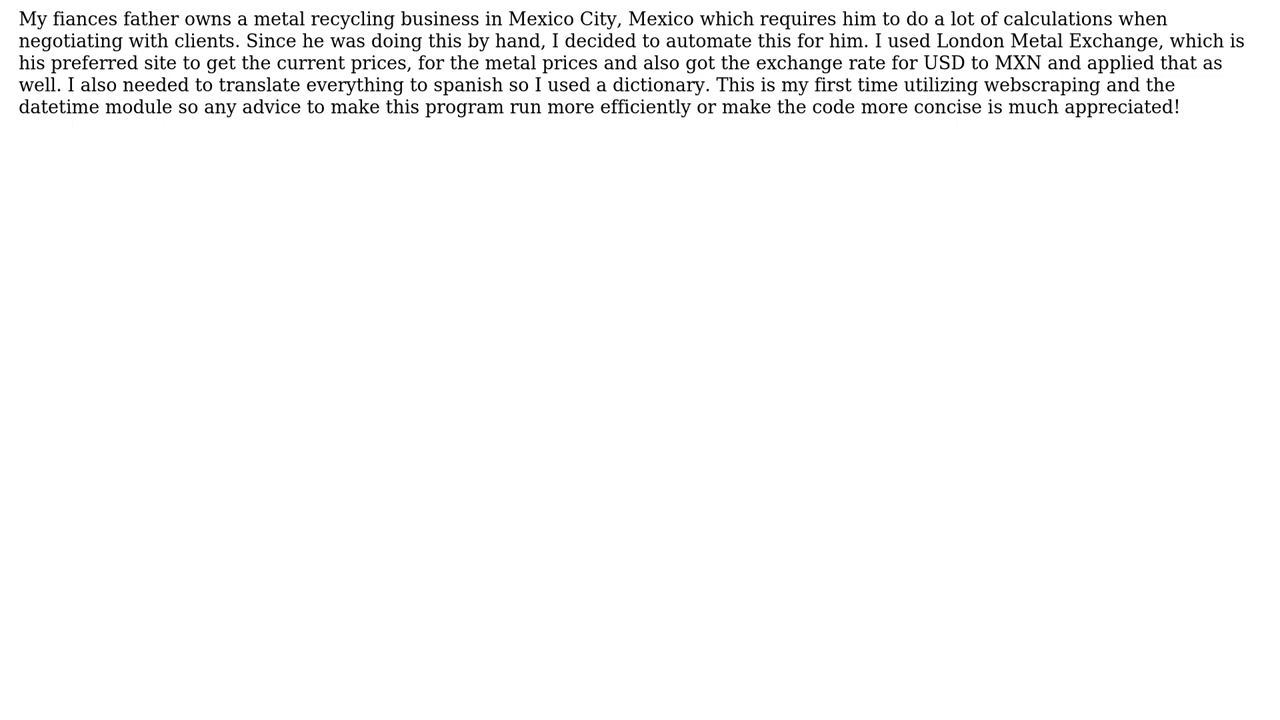 My fiances father owns a metal recycling business in Mexico City, Mexico which requires him to do a lot of calculations when
negotiating with clients. Since he was doing this by hand, I decided to automate this for him. I used London Metal Exchange, which is
his preferred site to get the current prices, for the metal prices and also got the exchange rate for USD to MXN and applied that as
well. I also needed to translate everything to spanish so I used a dictionary. This is my first time utilizing webscraping and the
datetime module so any advice to make this program run more efficiently or make the code more concise is much appreciated!